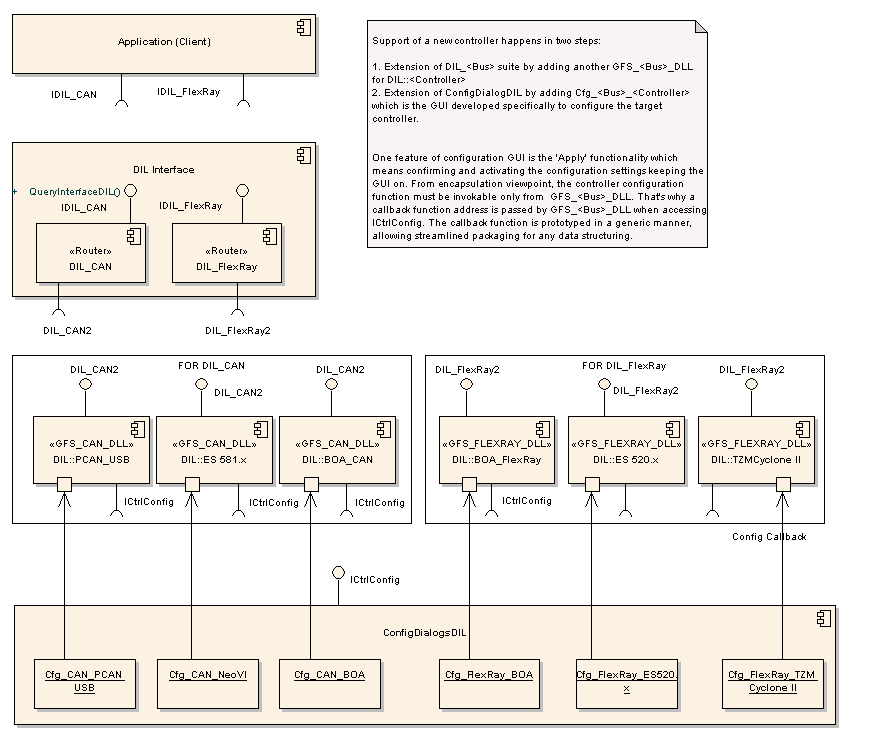 Application (Client)
IDIL_CAN
IDIL_FlexRay
Support of a new controller happens in two steps:
1. Extension of DIL_<Bus> suite by adding another GFS_<Bus>_DLL
for DIL::<Controller>
2. Extension of ConfigDialogDIL by adding Cfg_<Bus>_<Controller>
which is the GUI developed specifically to configure the target
controller.
One feature of configuration GUI is the 'Apply' functionality which
means confirming and activating the configuration settings keeping the
GUI on. From encapsulation viewpoint, the controller configuration
function must be invokable only from GFS_<Bus>_DLL. That's why a
callback function address is passed by GFS_<Bus>_DLL when accessing
ICtrlConfig. The callback function is prototyped in a generic manner,
allowing streamlined packaging for any data structuring.
DIL Interface
+ QueryInterfaceDIL()
IDIL_CAN
IDIL_FlexRay
«Router»
DIL_CAN
«Router»
DIL_FlexRay
DIL_CAN2
DIL_FlexRay2
FOR DIL_CAN
DIL_CAN2
DIL_CAN2
DIL_CAN2
«GFS_CAN_DLL»
DIL::PCAN_USB
«GFS_CAN_DLL»
DIL::ES 581.x
«GFS_CAN_DLL»
DIL::BOA_CAN
ICtrlConfig
ICtrlConfig
ICtrlConfig
FOR DIL_FlexRay
DIL_FlexRay2
DIL_FlexRay2
DIL_FlexRay2
«GFS_FLEXRAY_DLL»
DIL::BOA_FlexRay
«GFS_FLEXRAY_DLL»
DIL::ES 520.x
«GFS_FLEXRAY_DLL»
DIL::TZMCyclone II
ICtrlConfig
Config Callback
ICtrlConfig
ConfigDialogsDIL
Cfg_CAN_PCAN_
USB
Cfg_CAN_NeoVI
Cfg_CAN_BOA
Cfg_FlexRay_BOA
Cfg_FlexRay_ES520.
x
Cfg_FlexRay_TZM
Cyclone II